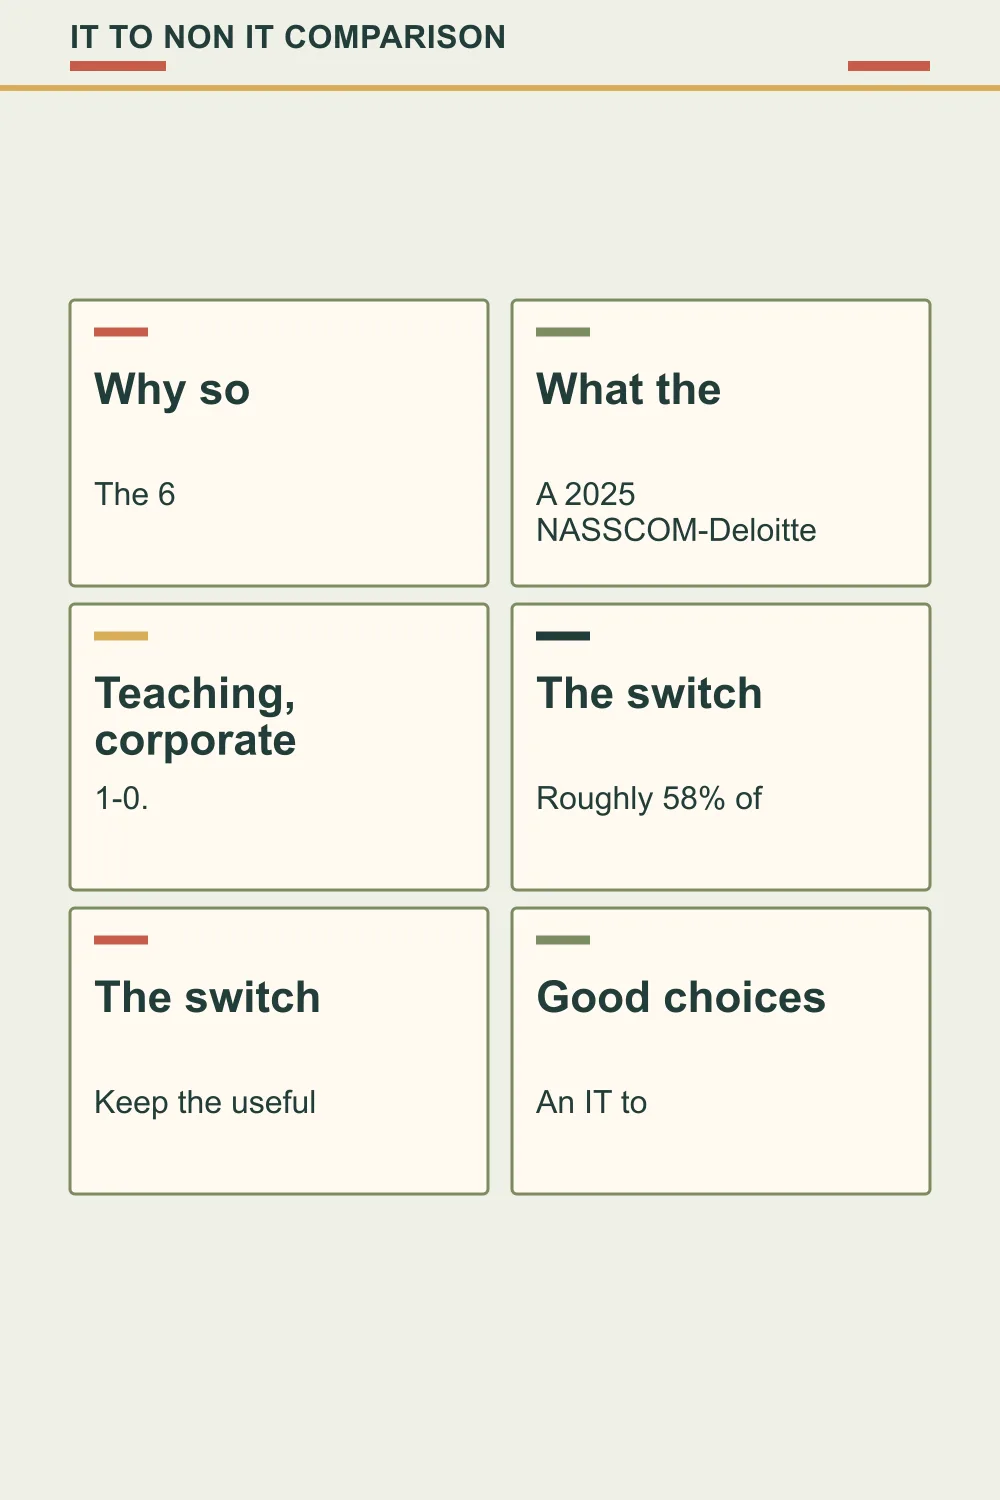 IT TO NON IT COMPARISON
Why so
The 6
What the
A 2025
NASSCOM-Deloitte
Teaching,
corporate
1-0.
The switch
Roughly 58% of
The switch
Keep the useful
Good choices
An IT to